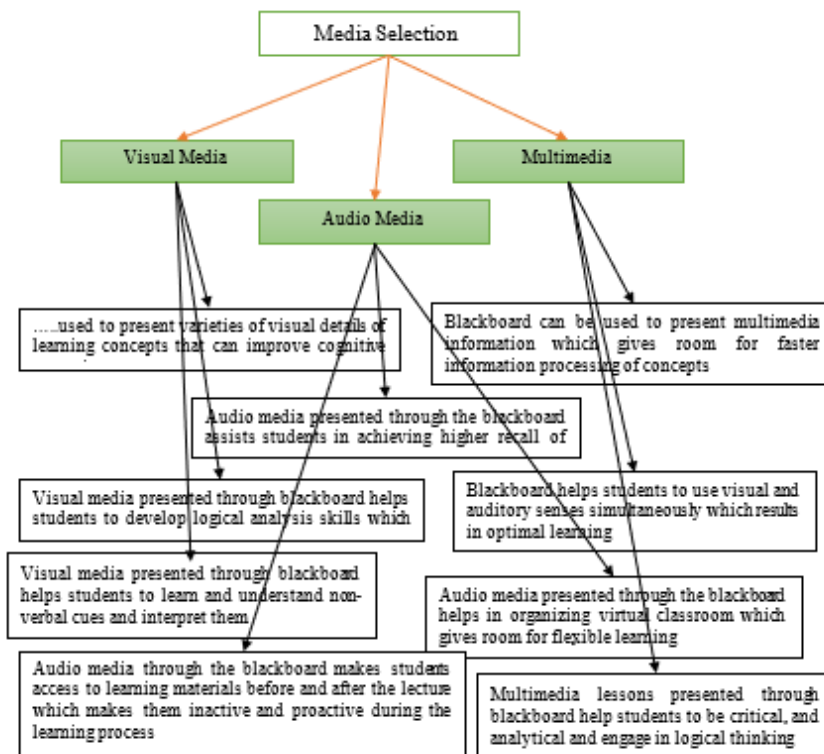 Media Selection
Visual Media
Multimedia
Audio Media
.....used to present varieties of visual details of
learning concepts that can improve cognitive
Blackboard can be used to present multimedia
information which gives room for faster
information processing of concepts
Audio media presented through the blackboard
assists students in achieving higher recall of
Visual media presented through blackboard helps
students to develop logical analysis skills which
Blackboard helps students to use visual and
auditory senses simultaneously which results
in optimal learning
Visual media presented through blackboard
helps students to learn and understand non-
verbal cues and interpret them
Audio media presented through the blackboard
helps in organizing virtual classroom which
gives room for flexible learning
Audio media through the blackboard makes students
access to learning materials before and after the lecture
which makes them inactive and proactive during the
learning process
Multimedia lessons presented through
blackboard help students to be critical, and
analytical and engage in logical thinking